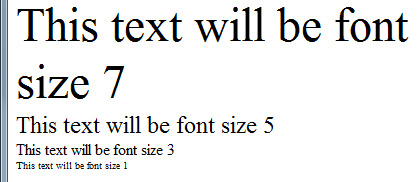 This text will be font
size 7
This text will be font size 5
This text will be font size 3
This text will be font size 1